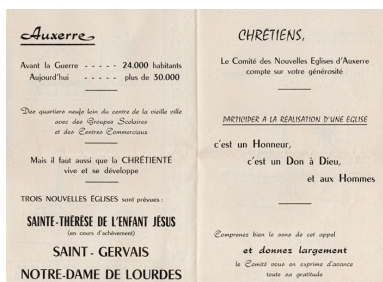 Auxerre
Avant la Guerre - - - - - 24.000 habitants
Aujourd'hui - - - - - plus de 30.000
Des quartiers neufs loin du centre de la vieille ville
avec des Groupes Scolaires
et des Centres Commerciaux
Mais il faut aussi que la CHRÉTIENTÉ
vive et se développe
TROIS NOUVELLES ÉGLISES sont prévues :
SAINTE-THÉRÈSE DE L'ENFANT JÉSUS
(en cours d'achèvement)
SAINT - GERVAIS
NOTRE-DAME DE LOURDES
CHRÉTIENS,
Le Comité des Nouvelles Eglises d'Auxerre
compte sur votre générosité
PARTICIPER A LA REALISATION D'UNE EGLISE
c'est un Honneur,
c'est un Don à Dieu,
et aux Hommes
Comprenez bien le sens de cet appel
et donnez largement
le Comité vous en exprime d'avance
toute sa gratitude